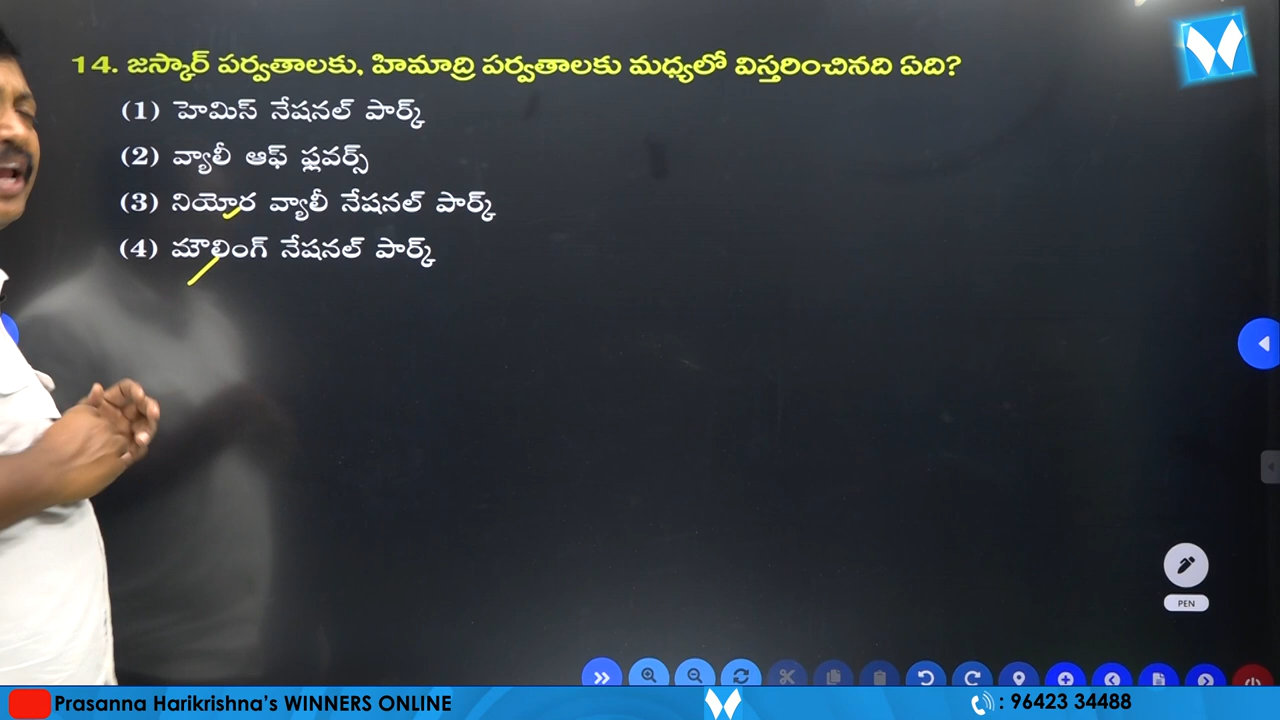 14. జస్కార్ పర్వతాలకు, హిమాద్రి పర్వతాలకు మధ్యలో విస్తరించినది ఏది?
(1) హెమిస్ నేషనల్ పార్క్
(2) వ్యాలీ ఆఫ్ ఫ్లవర్స్
(3) నియోర వ్యాలీ నేషనల్ పార్క్
(4) మౌలింగ్ నేషనల్ పార్క్
PEN
Prasanna Harikrishna's WINNERS ONLINE
: 96423 34488